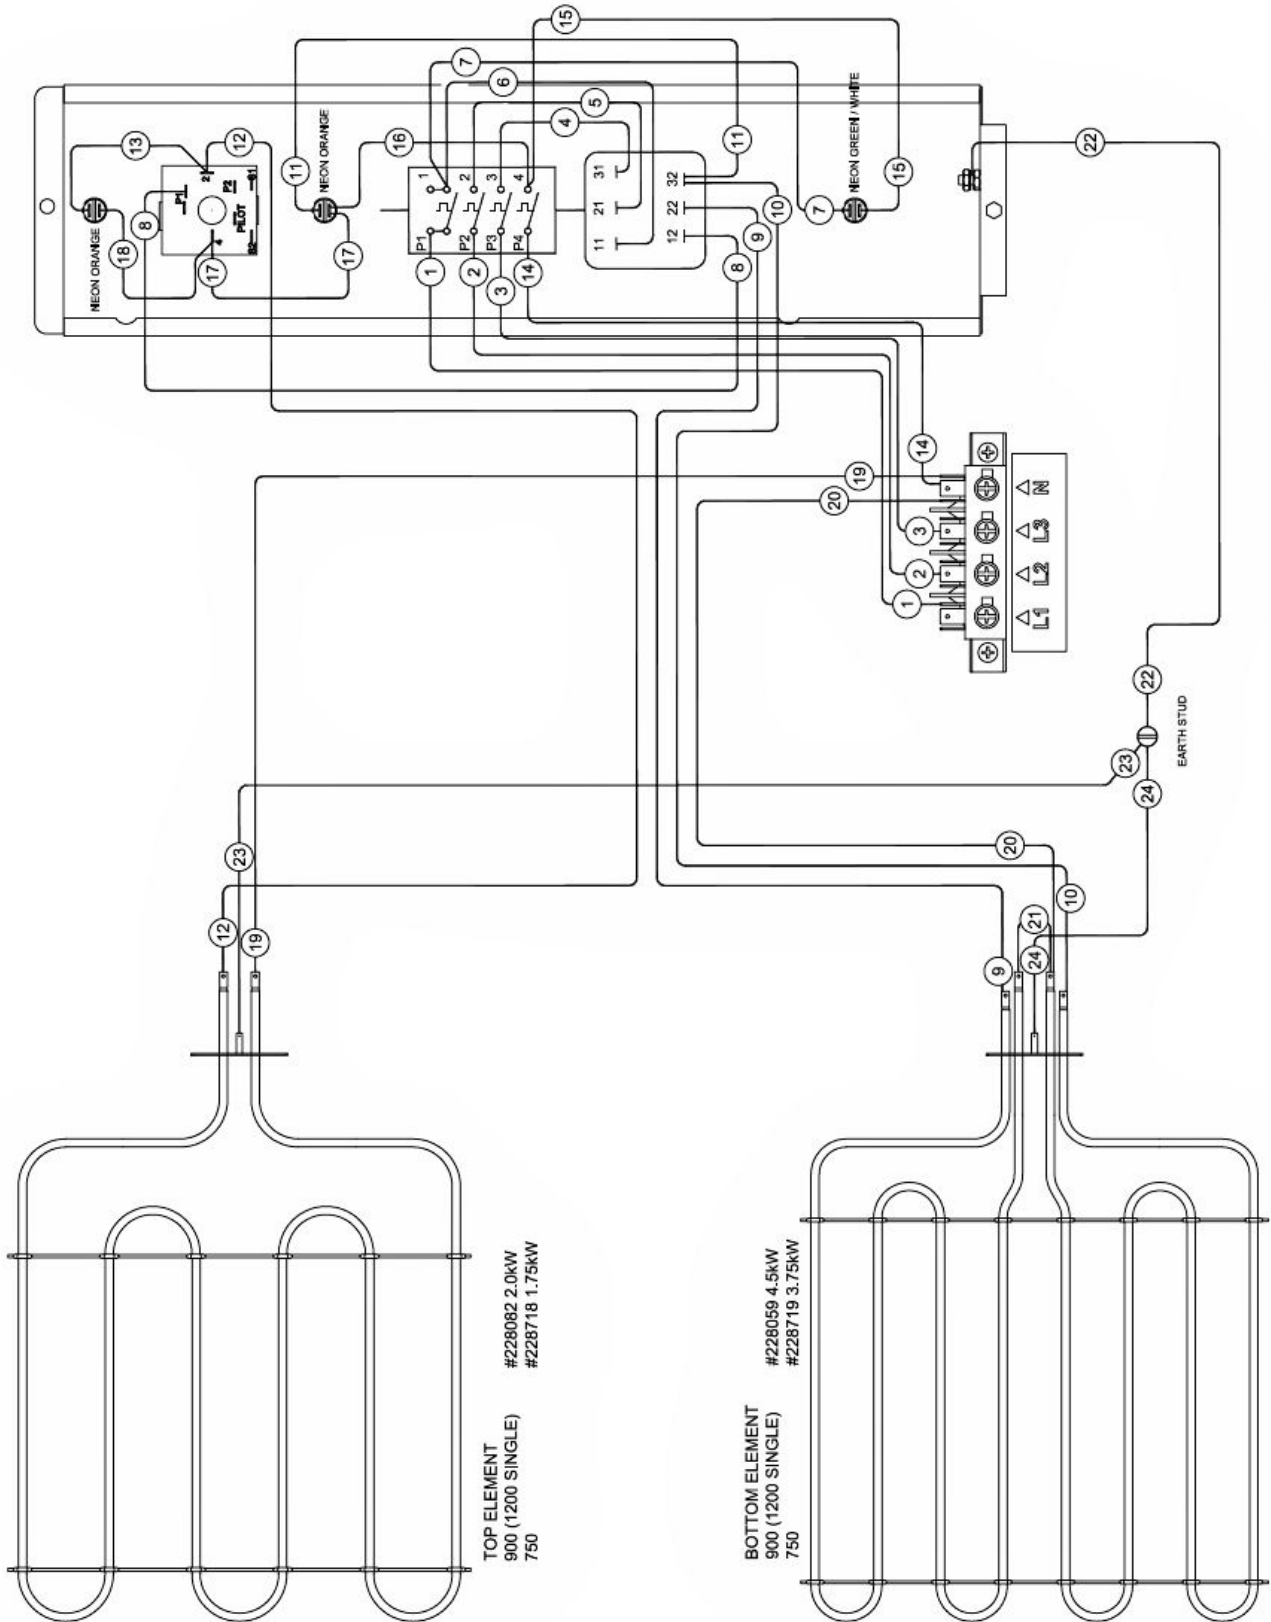 15
7
6
5
4
11
16
12
13
11
22
NEON ORANGE
NEON ORANGE
NEON GREEN / WHITE
P1
2
P2
S1
PILOT
4
S2
1
2
3
4
P1
P2
P3
P4
31
21
11
32
22
12
8
18
17
17
1
2
3
14
10
9
8
7
15
14
19
20
3
2
1
N
L3
L2
L1
22
EARTH STUD
23
24
23
12
19
20
10
21
24
9
TOP ELEMENT
900 (1200 SINGLE) #228082 2.0kW
750 #228718 1.75kW
BOTTOM ELEMENT
900 (1200 SINGLE) #228059 4.5kW
750 #228719 3.75kW